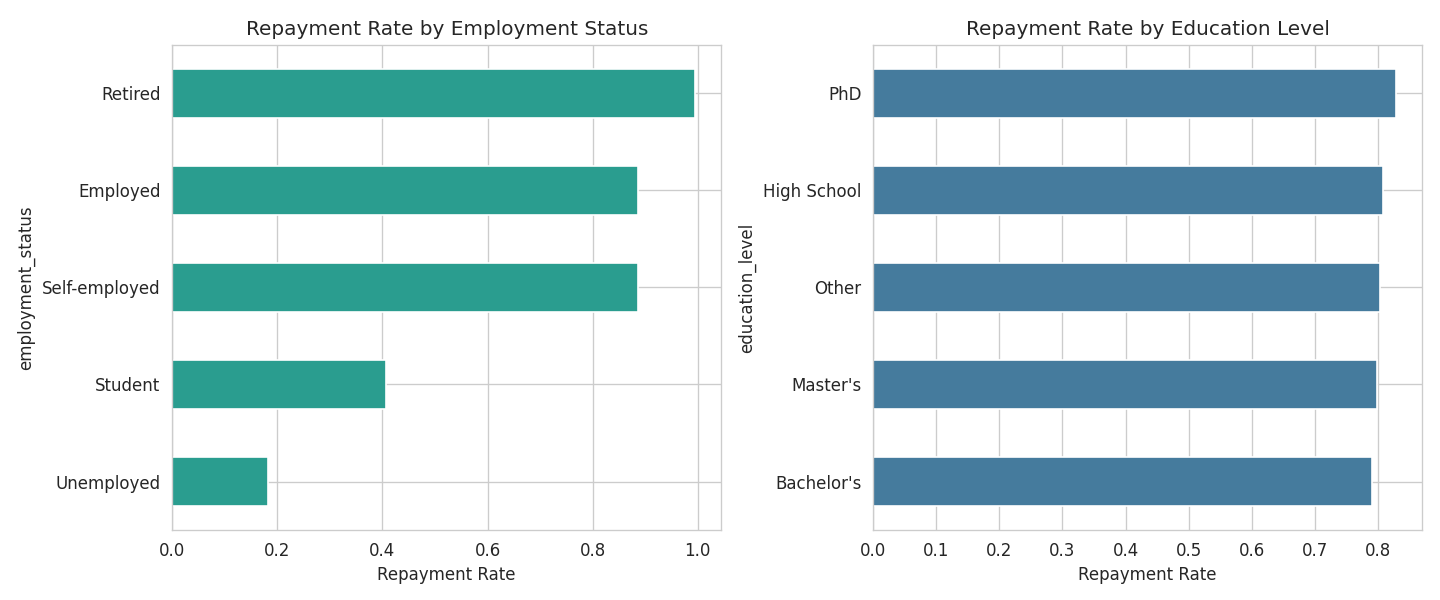 Repayment Rate by Employment Status
employment_status
Retired
Employed
Self-employed
Student
Unemployed
0.0 0.2 0.4 0.6 0.8 1.0
Repayment Rate
Repayment Rate by Education Level
education_level
PhD
High School
Other
Master's
Bachelor's
0.0 0.1 0.2 0.3 0.4 0.5 0.6 0.7 0.8
Repayment Rate